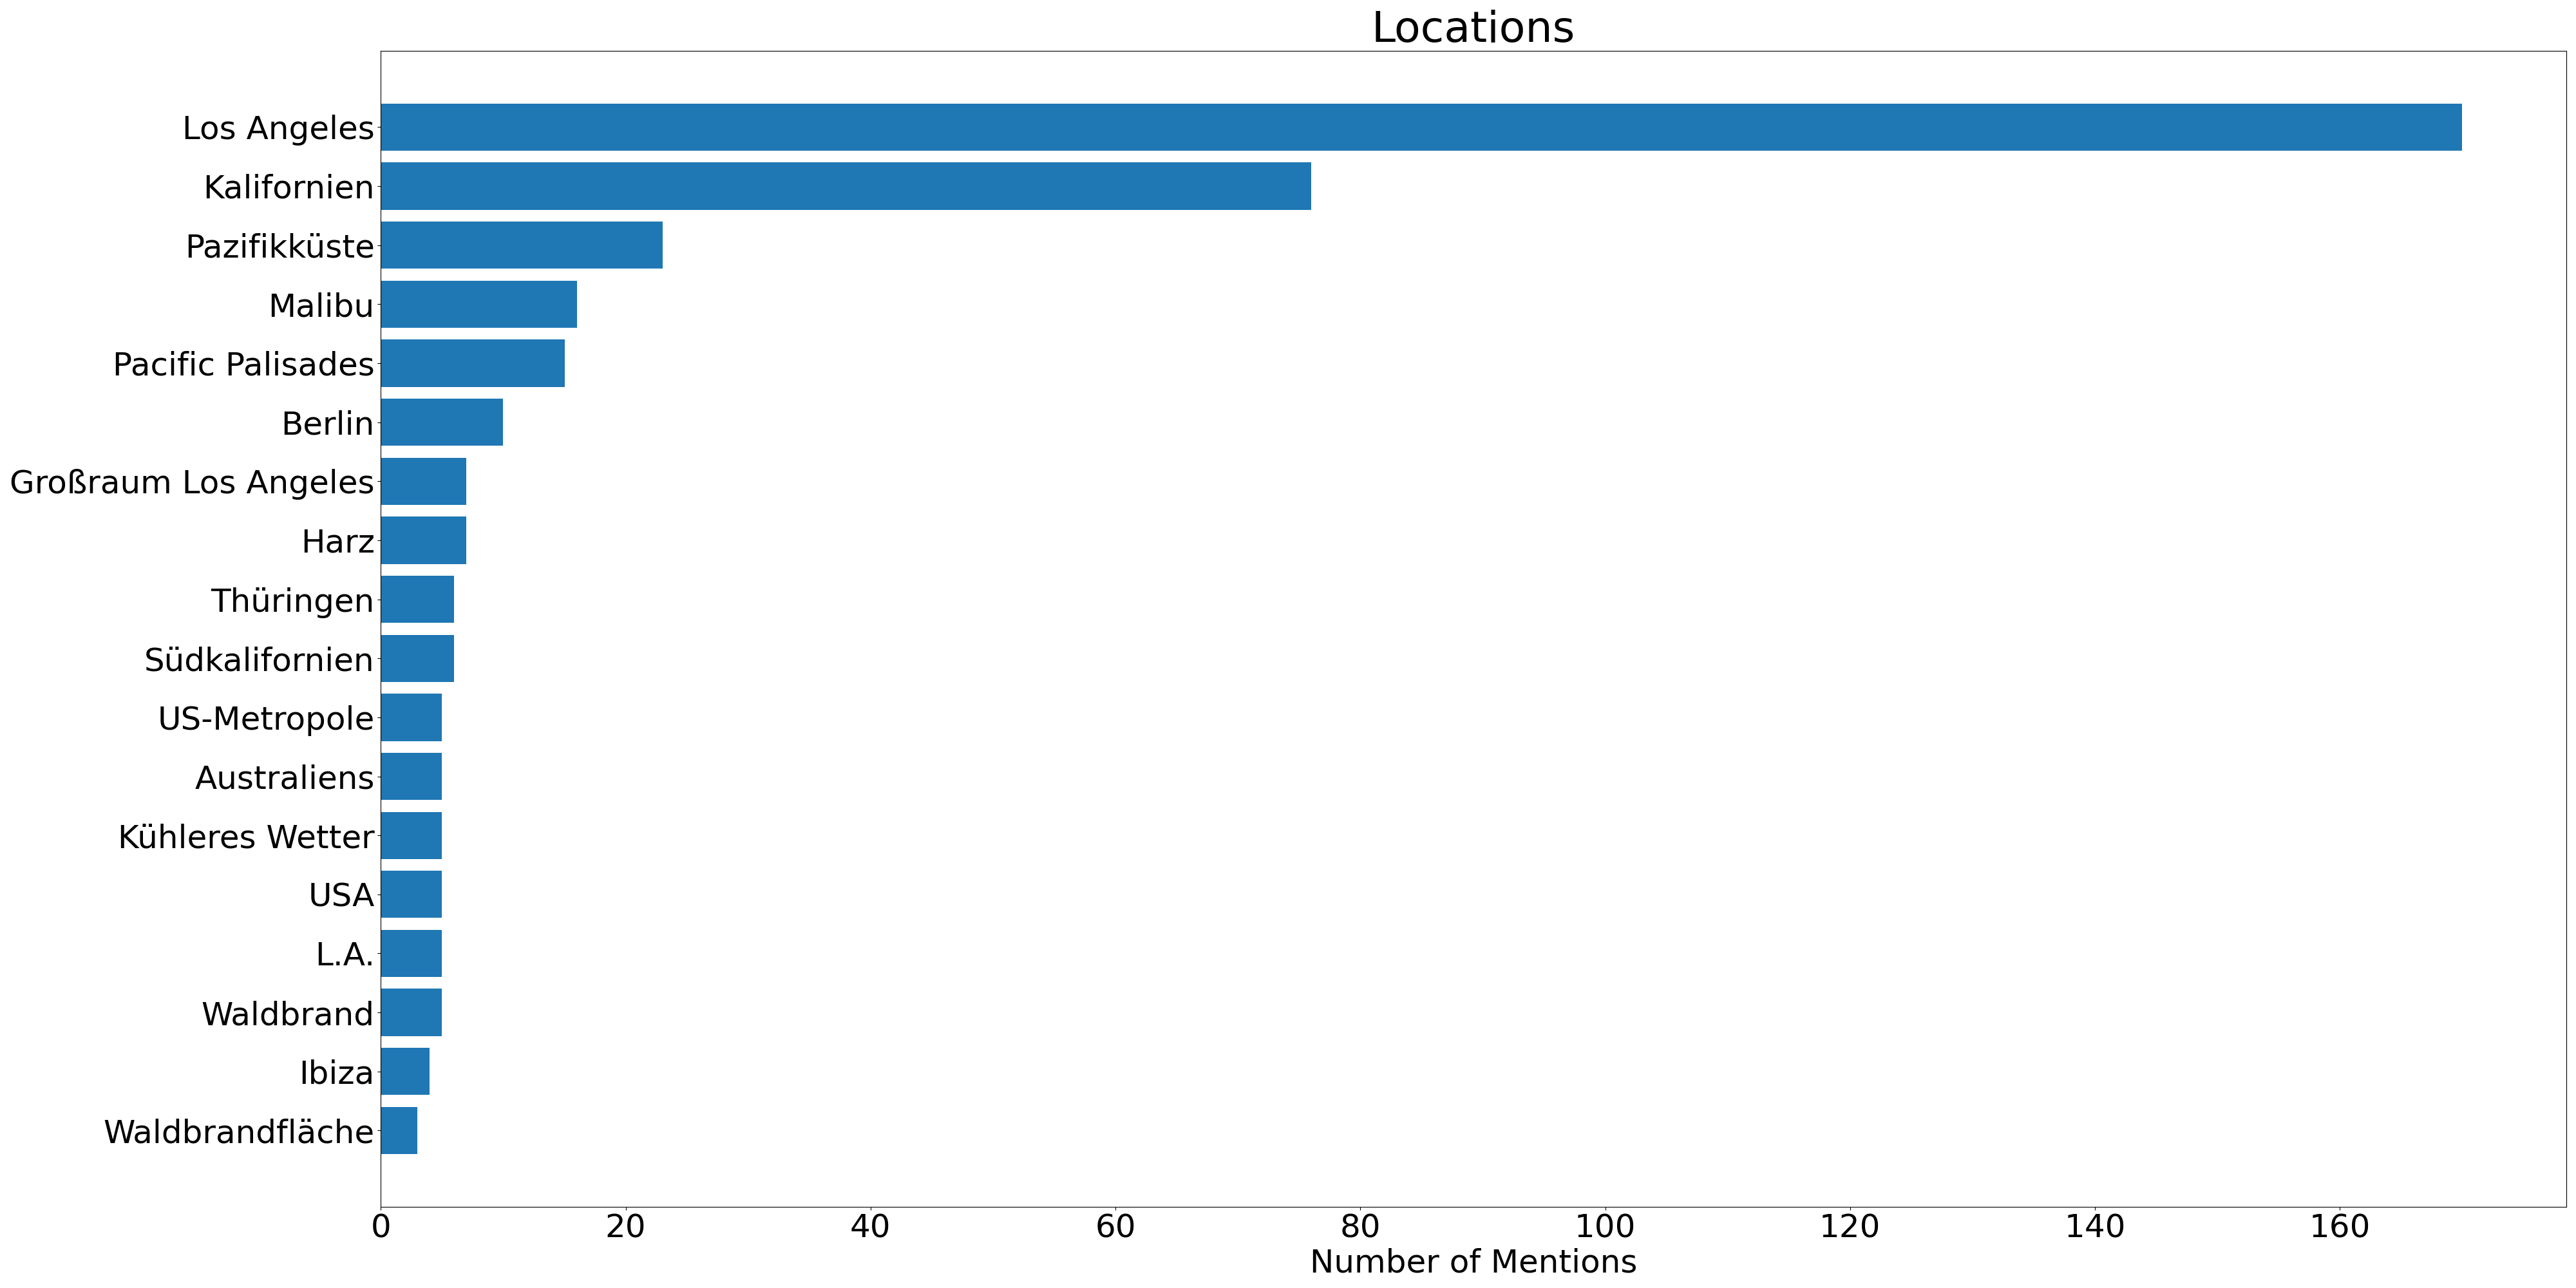 Locations
Los Angeles
Kalifornien
Pazifikküste
Malibu
Pacific Palisades
Berlin
Großraum Los Angeles
Harz
Thüringen
Südkalifornien
US-Metropole
Australiens
Kühleres Wetter
USA
L.A.
Waldbrand
Ibiza
Waldbrandfläche
0 20 40 60 80 100 120 140 160
Number of Mentions